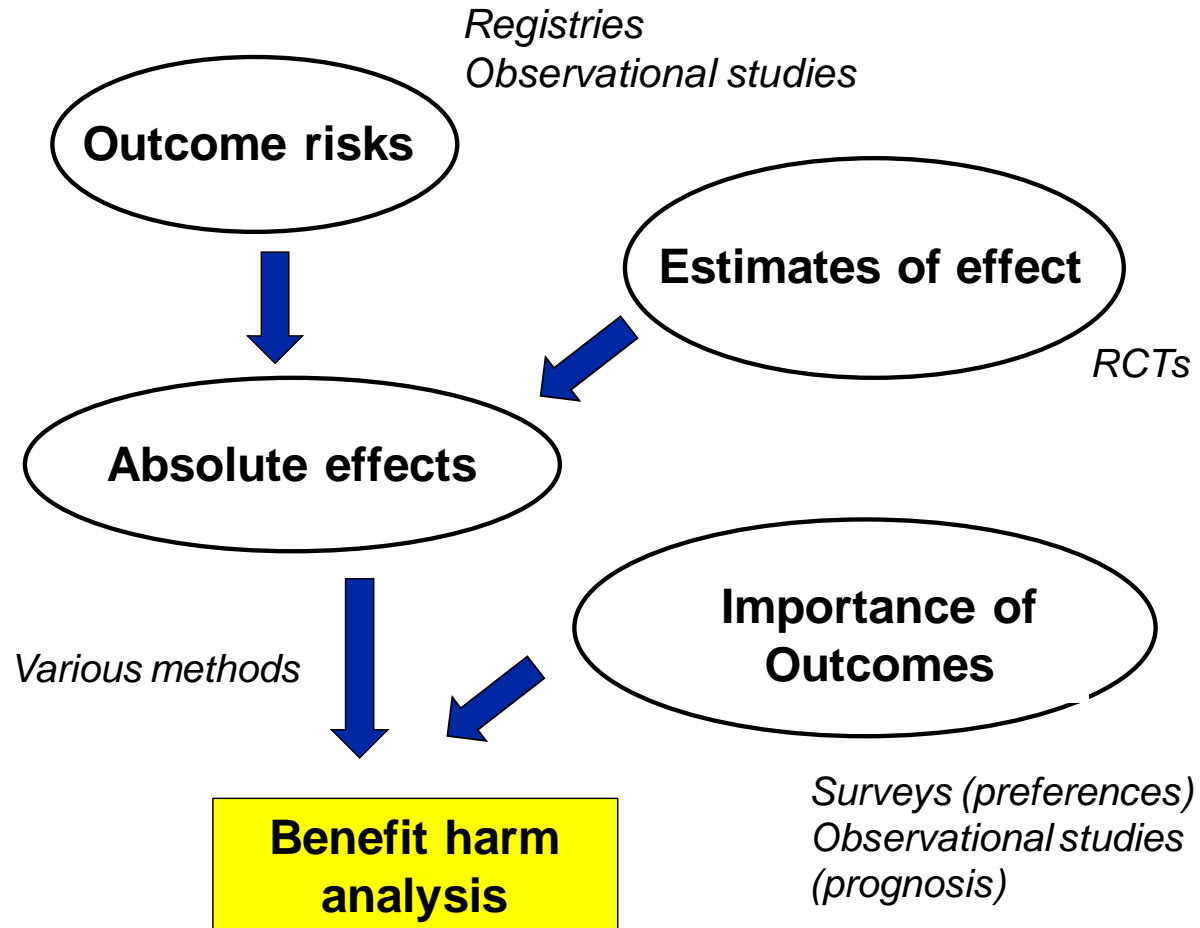 Registries
Observational studies
Outcome risks
Estimates of effect
RCTs
Absolute effects
Importance of
Outcomes
Various methods
Surveys (preferences)
Observational studies
(prognosis)
Benefit harm
analysis